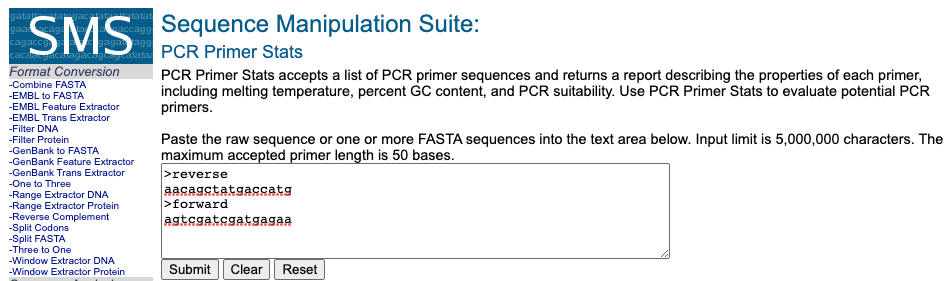 SMS
Sequence Manipulation Suite:
PCR Primer Stats
Format Conversion
-Combine FASTA
-EMBL to FASTA
-EMBL Feature Extractor
-EMBL Trans Extractor
-Filter DNA
-Filter Protein
-GenBank to FASTA
-GenBank Feature Extractor
-GenBank Trans Extractor
-One to Three
-Range Extractor DNA
-Range Extractor Protein
-Reverse Complement
-Split Codons
-Split FASTA
-Three to One
-Window Extractor DNA
-Window Extractor Protein
PCR Primer Stats accepts a list of PCR primer sequences and returns a report describing the properties of each primer,
including melting temperature, percent GC content, and PCR suitability. Use PCR Primer Stats to evaluate potential PCR
primers.
Paste the raw sequence or one or more FASTA sequences into the text area below. Input limit is 5,000,000 characters. The
maximum accepted primer length is 50 bases.
>reverse
aacagctatgaccatg
>forward
agtcgatcgatgagaa
Submit Clear Reset